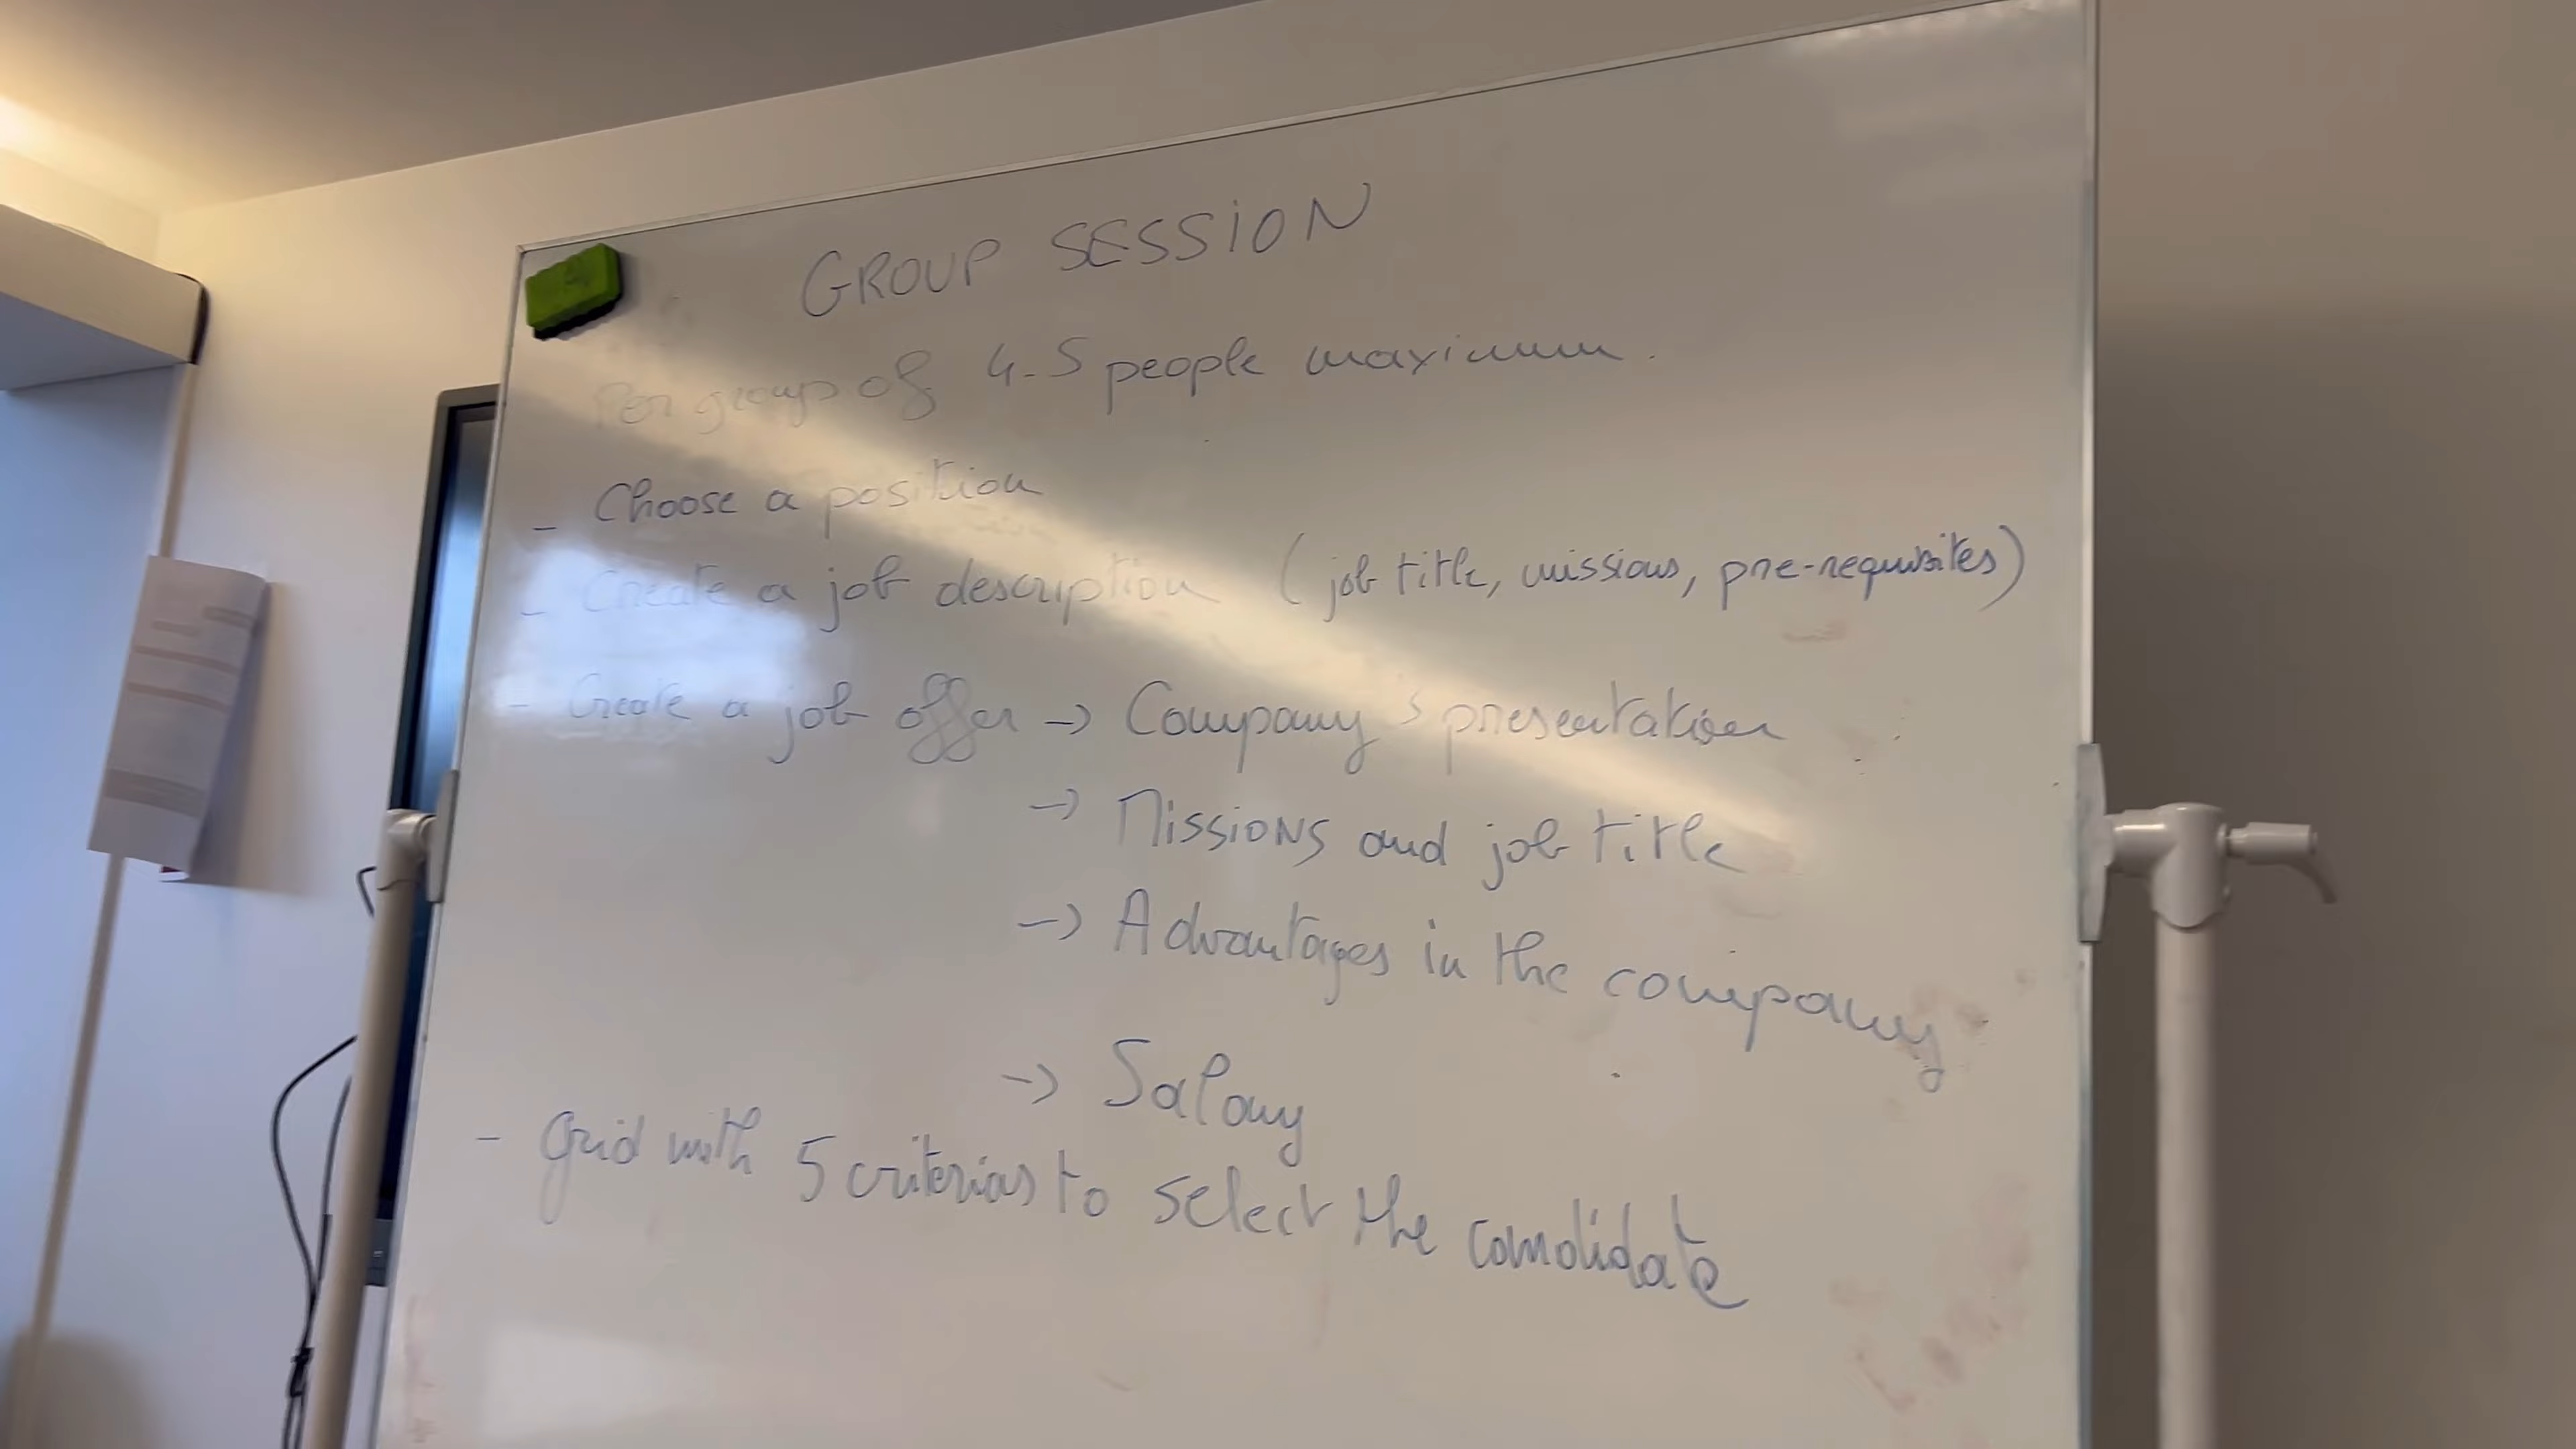 GROUP SESSION
Per group of 4-5 people maximum.
- Choose a position
- Create a job description (job title, missions, pre-requisites)
- Create a job offer -> Company's presentation
-> Missions and job title
-> Advantages in the company
-> Salary
- Grid with 5 criterias to select the candidate